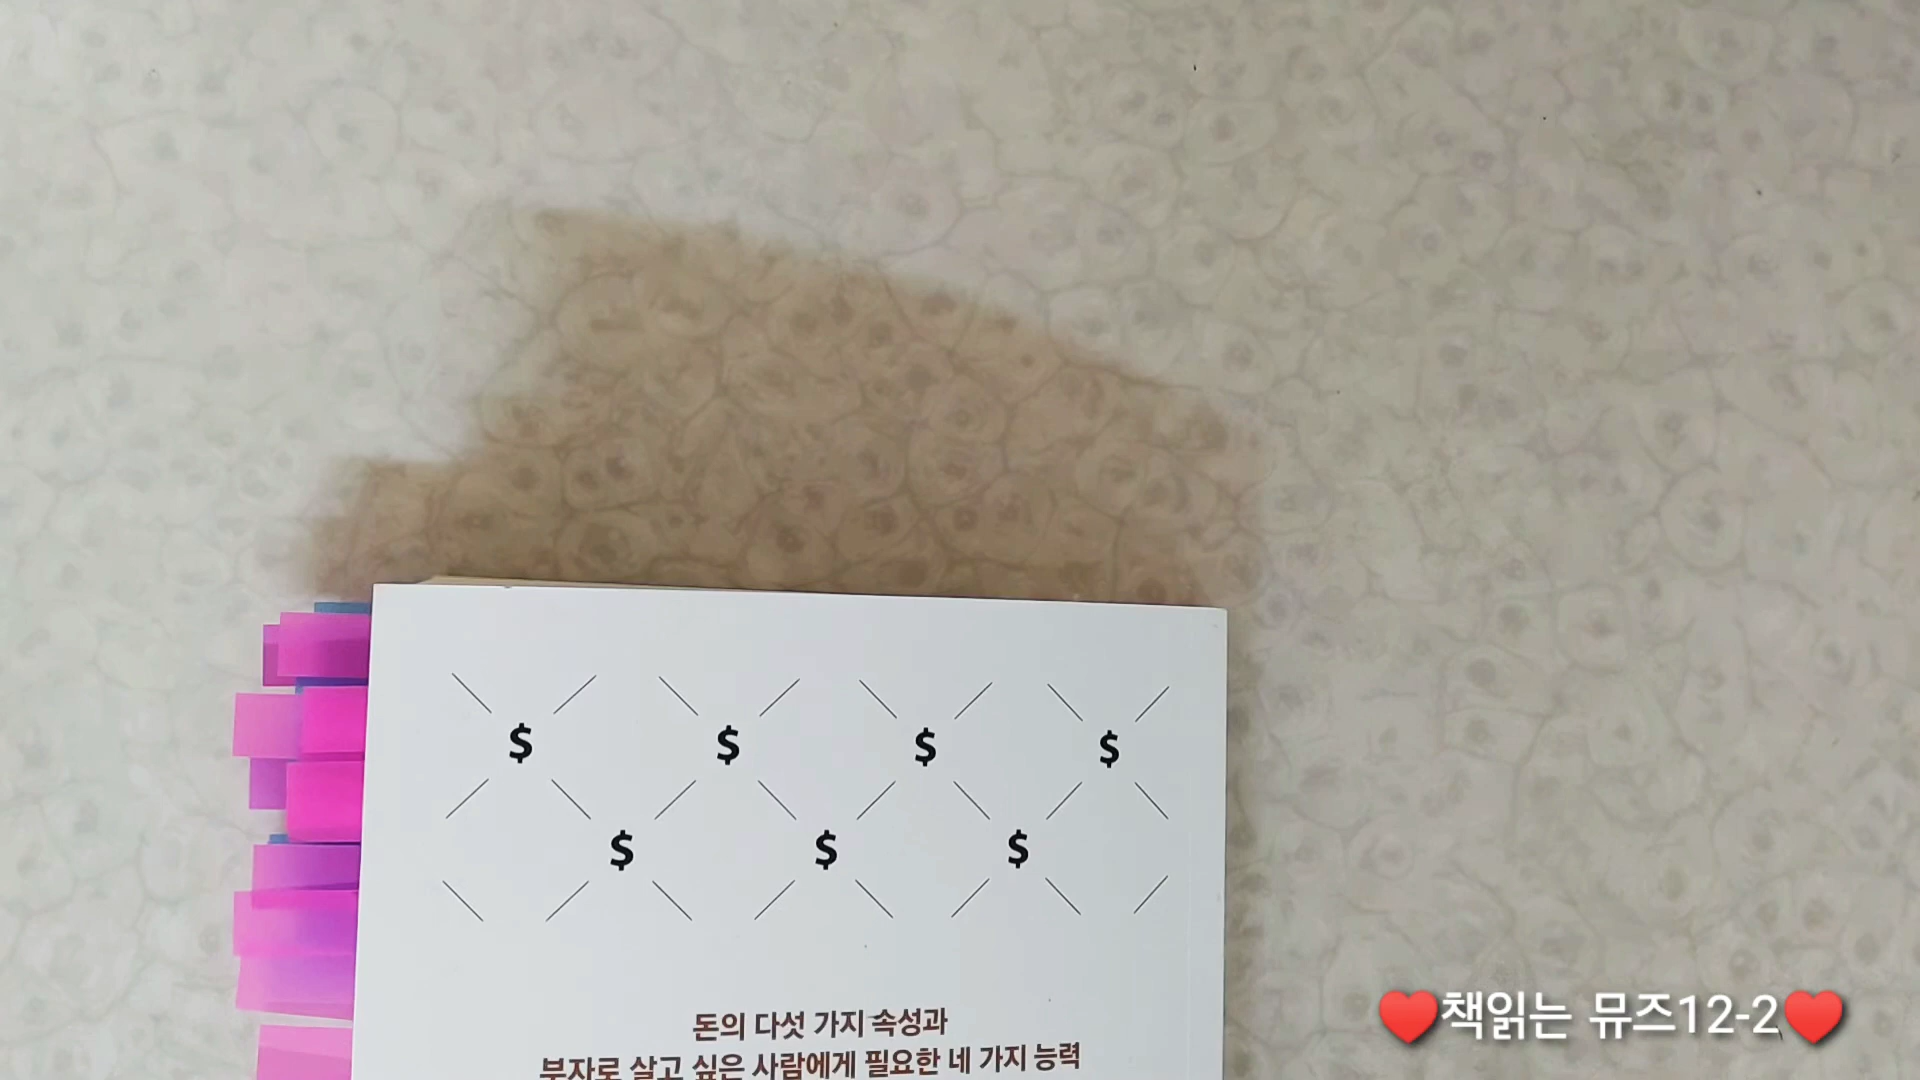 $ $ $ $
$ $ $
돈의 다섯 가지 속성과
부자로 살고 싶은 사람에게 필요한 네 가지 능력
♥책읽는 뮤즈12-2♥